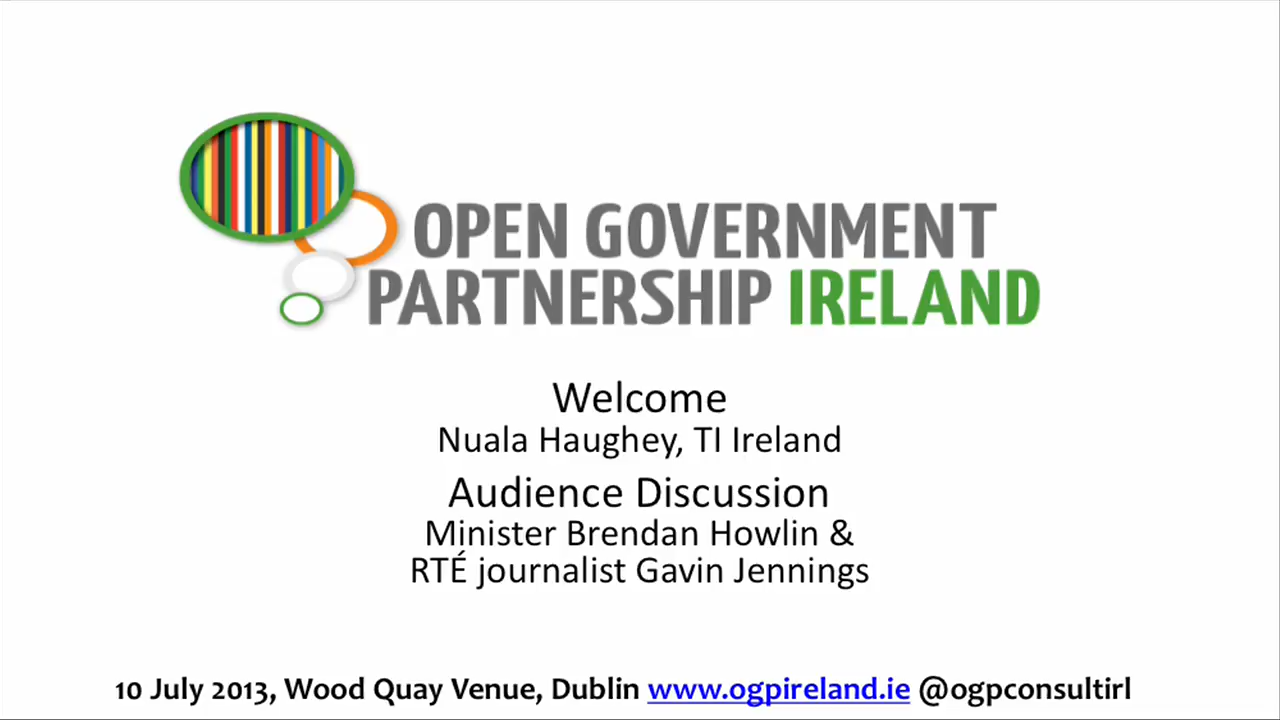 OPEN GOVERNMENT
PARTNERSHIP IRELAND
Welcome
Nuala Haughey, TI Ireland
Audience Discussion
Minister Brendan Howlin &
RTÉ journalist Gavin Jennings
10 July 2013, Wood Quay Venue, Dublin www.ogpireland.ie @ogpconsultirl